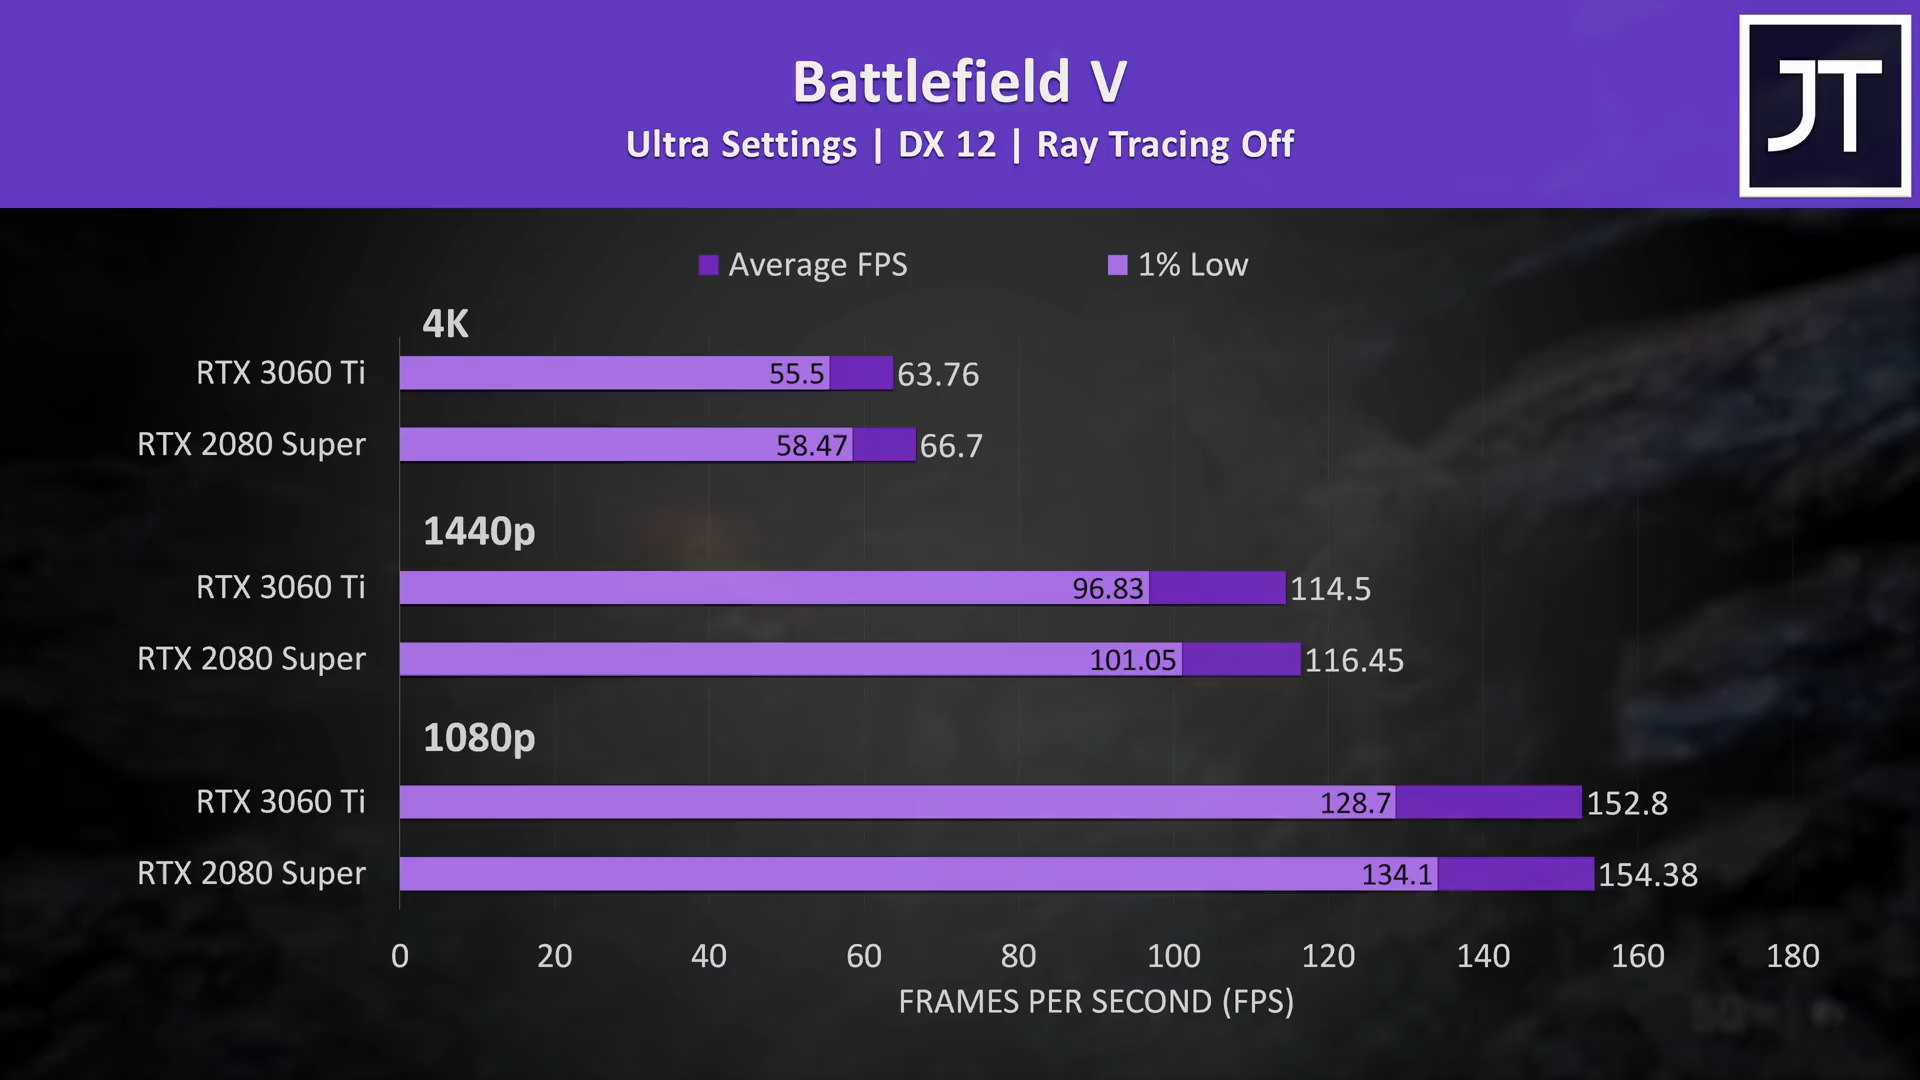 Battlefield V
Ultra Settings | DX 12 | Ray Tracing Off
JT
Average FPS
1% Low
4K
RTX 3060 Ti
55.5
63.76
RTX 2080 Super
58.47
66.7
1440p
RTX 3060 Ti
96.83
114.5
RTX 2080 Super
101.05
116.45
1080p
RTX 3060 Ti
128.7
152.8
RTX 2080 Super
134.1
154.38
0 20 40 60 80 100 120 140 160 180
FRAMES PER SECOND (FPS)